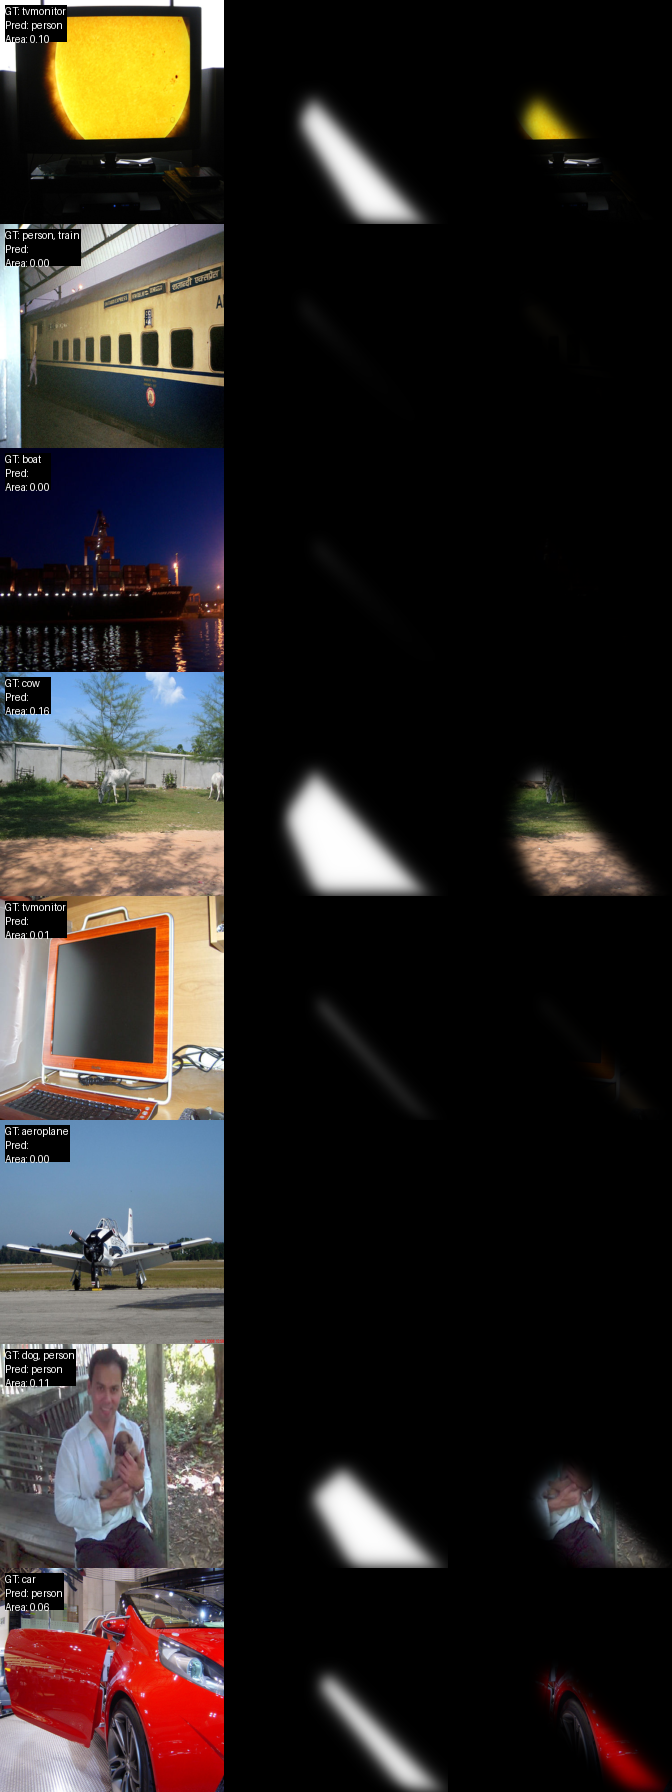 GT: tvmonitor
Pred: person
Area: 0.10
GT: person, train
Pred:
Area: 0.00
GT: boat
Pred:
Area: 0.00
GT: cow
Pred:
Area: 0.16
GT: tvmonitor
Pred:
Area: 0.01
GT: aeroplane
Pred:
Area: 0.00
GT: dog, person
Pred: person
Area: 0.11
GT: car
Pred: person
Area: 0.06